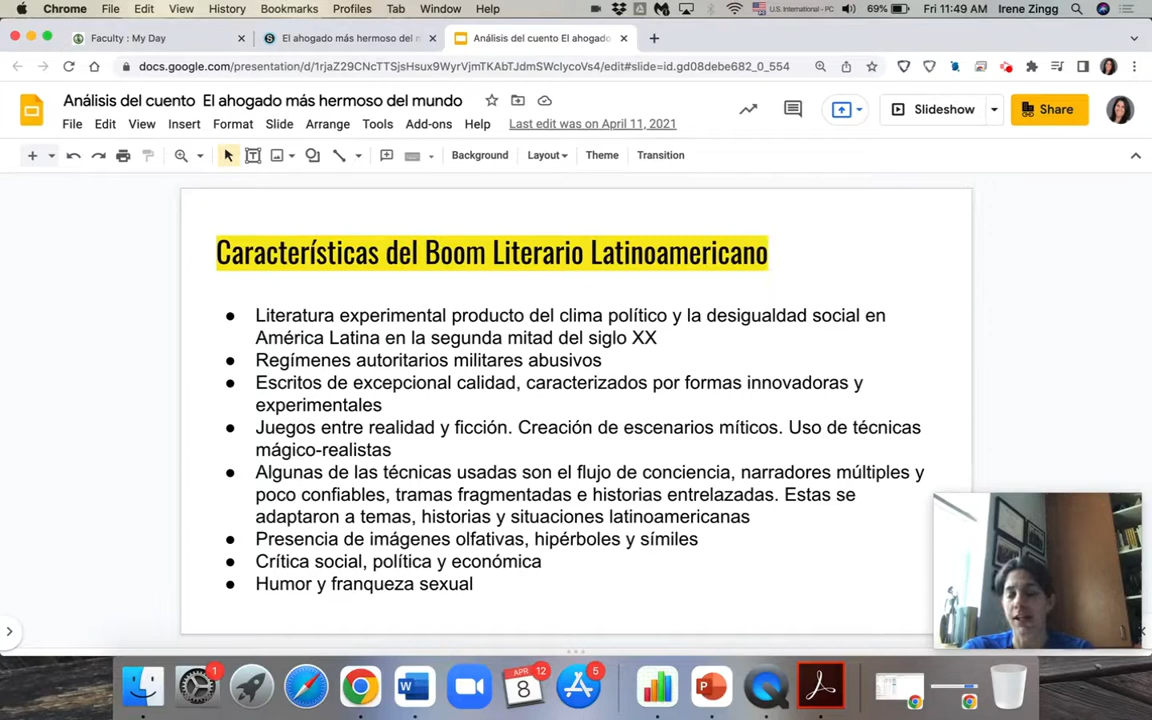 Chrome File Edit View History Bookmarks Profiles Tab Window Help U.S. International - PC 69% Fri 11:49 AM Irene Zingg
Faculty : My Day El ahogado más hermoso del m Análisis del cuento El ahogado
docs.google.com/presentation/d/1rjaZ29CNcTTSjsHsux9WyrVjmTKAbTJdmSWclycoVs4/edit#slide=id.gd08debe682_0_554
Análisis del cuento El ahogado más hermoso del mundo
Slideshow Share
File Edit View Insert Format Slide Arrange Tools Add-ons Help Last edit was on April 11, 2021
Background Layout Theme Transition
Características del Boom Literario Latinoamericano
● Literatura experimental producto del clima político y la desigualdad social en
América Latina en la segunda mitad del siglo XX
● Regímenes autoritarios militares abusivos
● Escritos de excepcional calidad, caracterizados por formas innovadoras y
experimentales
● Juegos entre realidad y ficción. Creación de escenarios míticos. Uso de técnicas
mágico-realistas
● Algunas de las técnicas usadas son el flujo de conciencia, narradores múltiples y
poco confiables, tramas fragmentadas e historias entrelazadas. Estas se
adaptaron a temas, historias y situaciones latinoamericanas
● Presencia de imágenes olfativas, hipérboles y símiles
● Crítica social, política y económica
● Humor y franqueza sexual
1 W APR 12 8 5 P